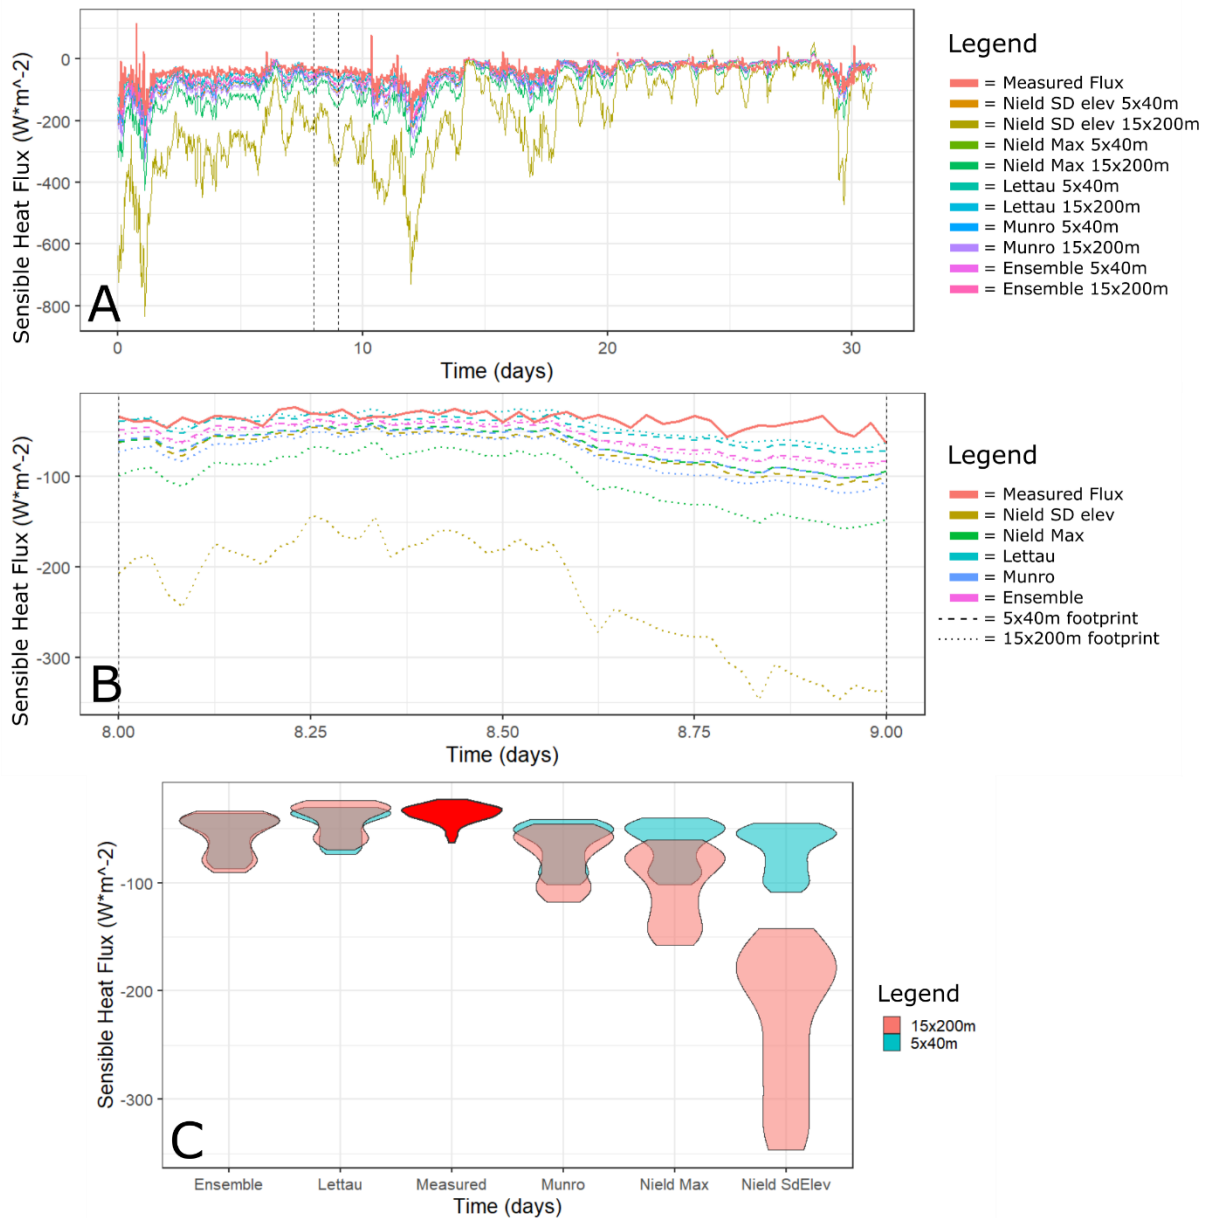 Sensible Heat Flux (W*m^-2)
0
-200
-400
-600
-800
A
0
10
20
30
Time (days)
Legend
= Measured Flux
= Nield SD elev 5x40m
= Nield SD elev 15x200m
= Nield Max 5x40m
= Nield Max 15x200m
= Lettau 5x40m
= Lettau 15x200m
= Munro 5x40m
= Munro 15x200m
= Ensemble 5x40m
= Ensemble 15x200m
Sensible Heat Flux (W*m^-2)
-100
-200
-300
B
8.00
8.25
8.50
8.75
9.00
Time (days)
Legend
= Measured Flux
= Nield SD elev
= Nield Max
= Lettau
= Munro
= Ensemble
= 5x40m footprint
= 15x200m footprint
Sensible Heat Flux (W*m^-2)
-100
-200
-300
C
Ensemble
Lettau
Measured
Munro
Nield Max
Nield SdElev
Time (days)
Legend
15x200m
5x40m